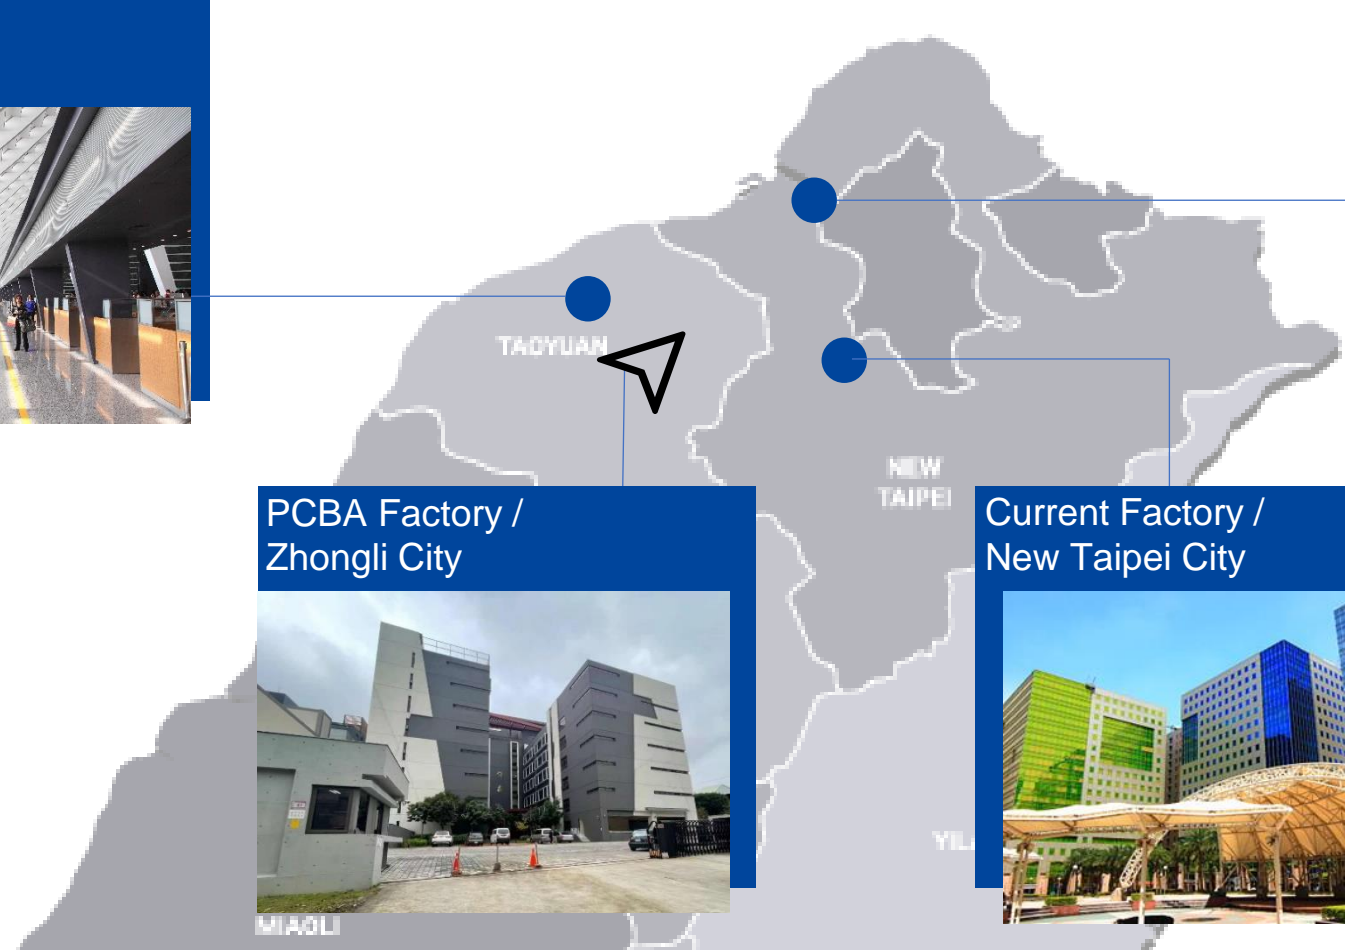 TAOYUAN
NEW
TAIPEI
PCBA Factory /
Zhongli City
Current Factory /
New Taipei City
MIAOLI